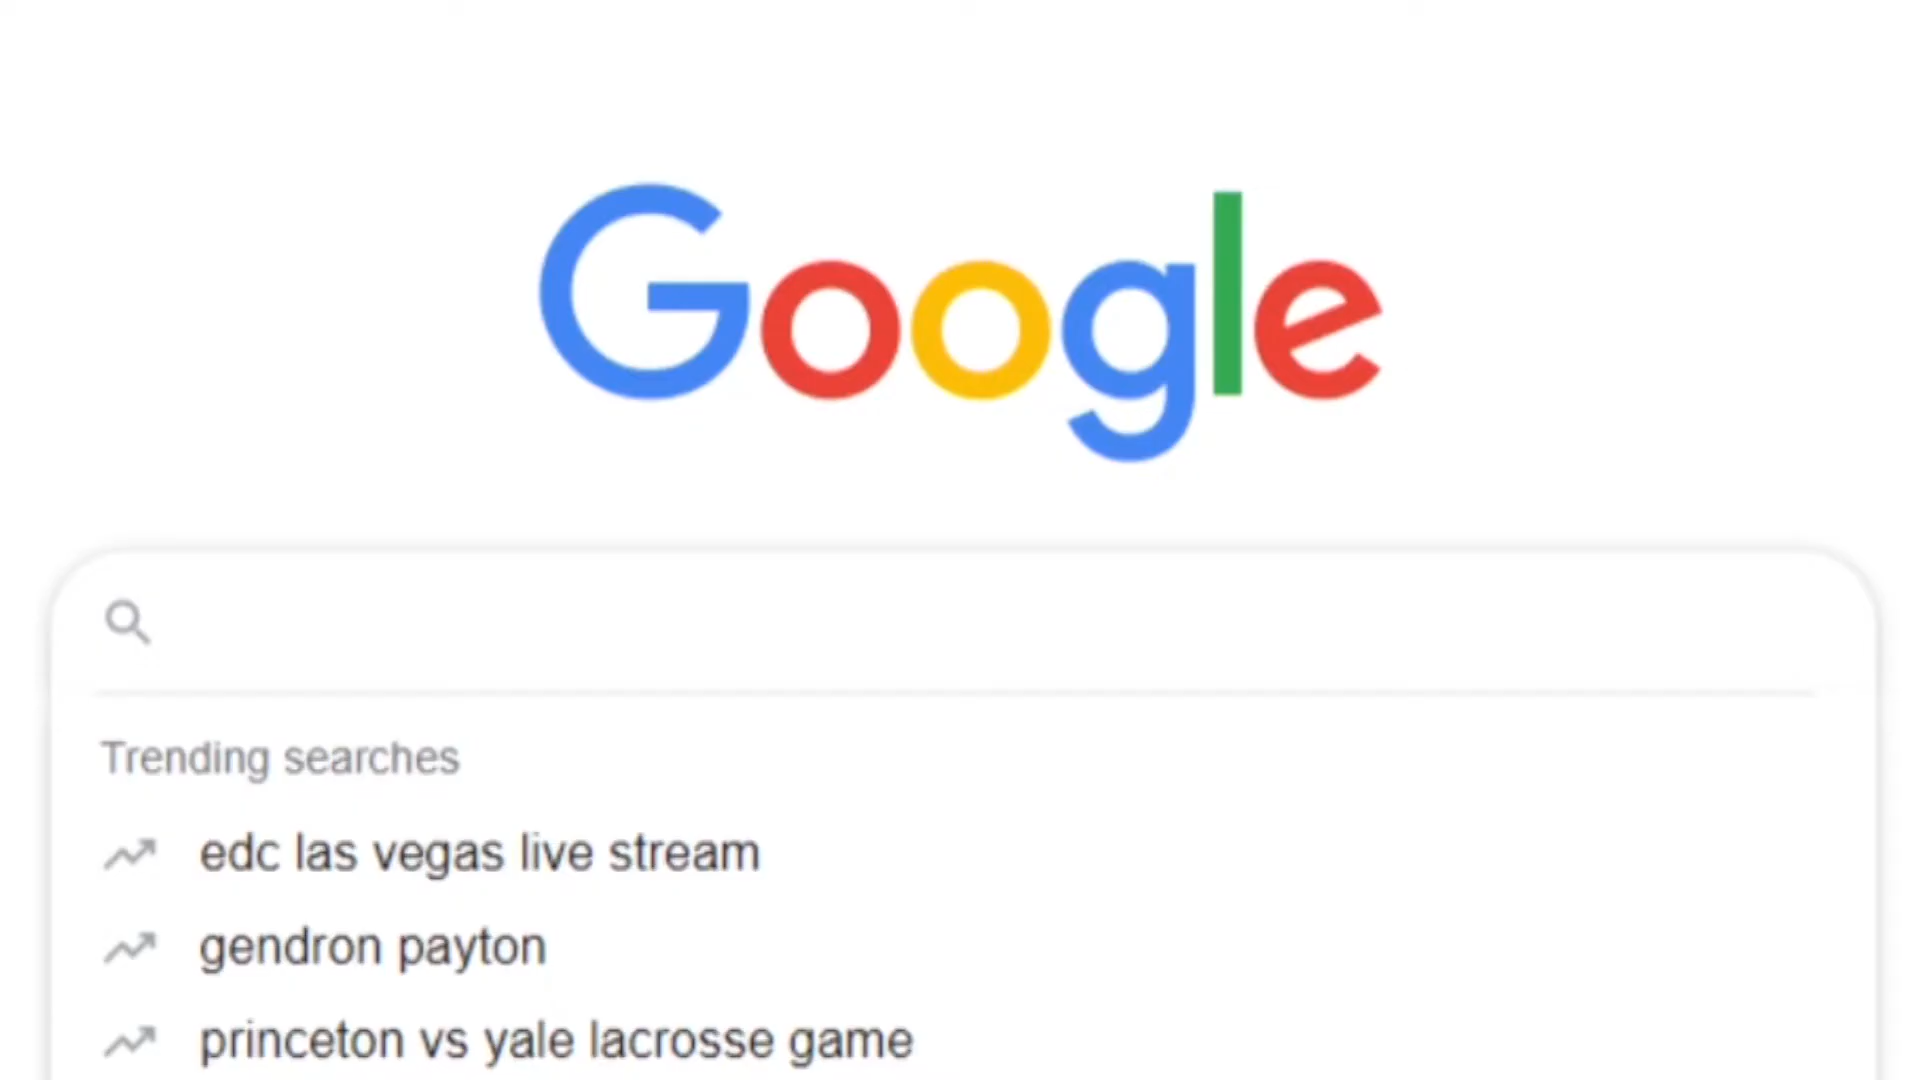 Google
Trending searches
edc las vegas live stream
gendron payton
princeton vs yale lacrosse game